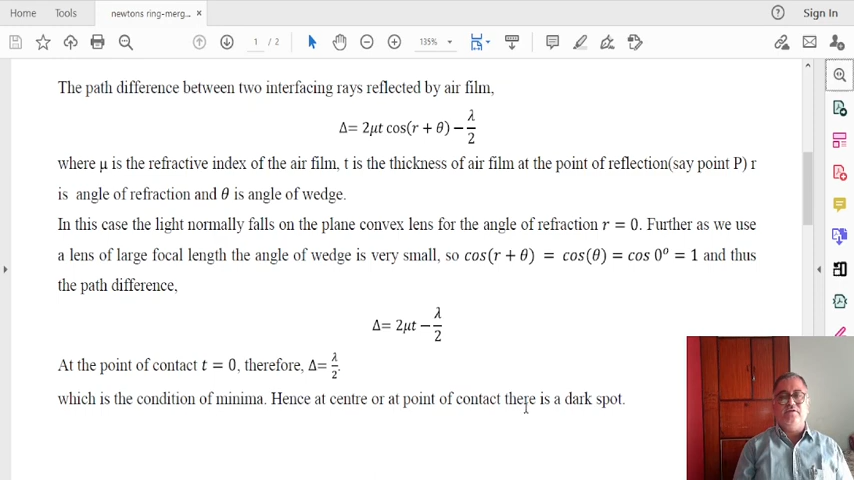 Home Tools newtons ring-merg... × Sign In
1 / 2 135%
The path difference between two interfacing rays reflected by air film,
Δ= 2μt cos(r + θ) − λ/2
where μ is the refractive index of the air film, t is the thickness of air film at the point of reflection(say point P) r
is angle of refraction and θ is angle of wedge.
In this case the light normally falls on the plane convex lens for the angle of refraction r = 0. Further as we use
a lens of large focal length the angle of wedge is very small, so cos(r + θ) = cos(θ) = cos 0° = 1 and thus
the path difference,
Δ= 2μt − λ/2
At the point of contact t = 0, therefore, Δ= λ/2.
which is the condition of minima. Hence at centre or at point of contact there is a dark spot.